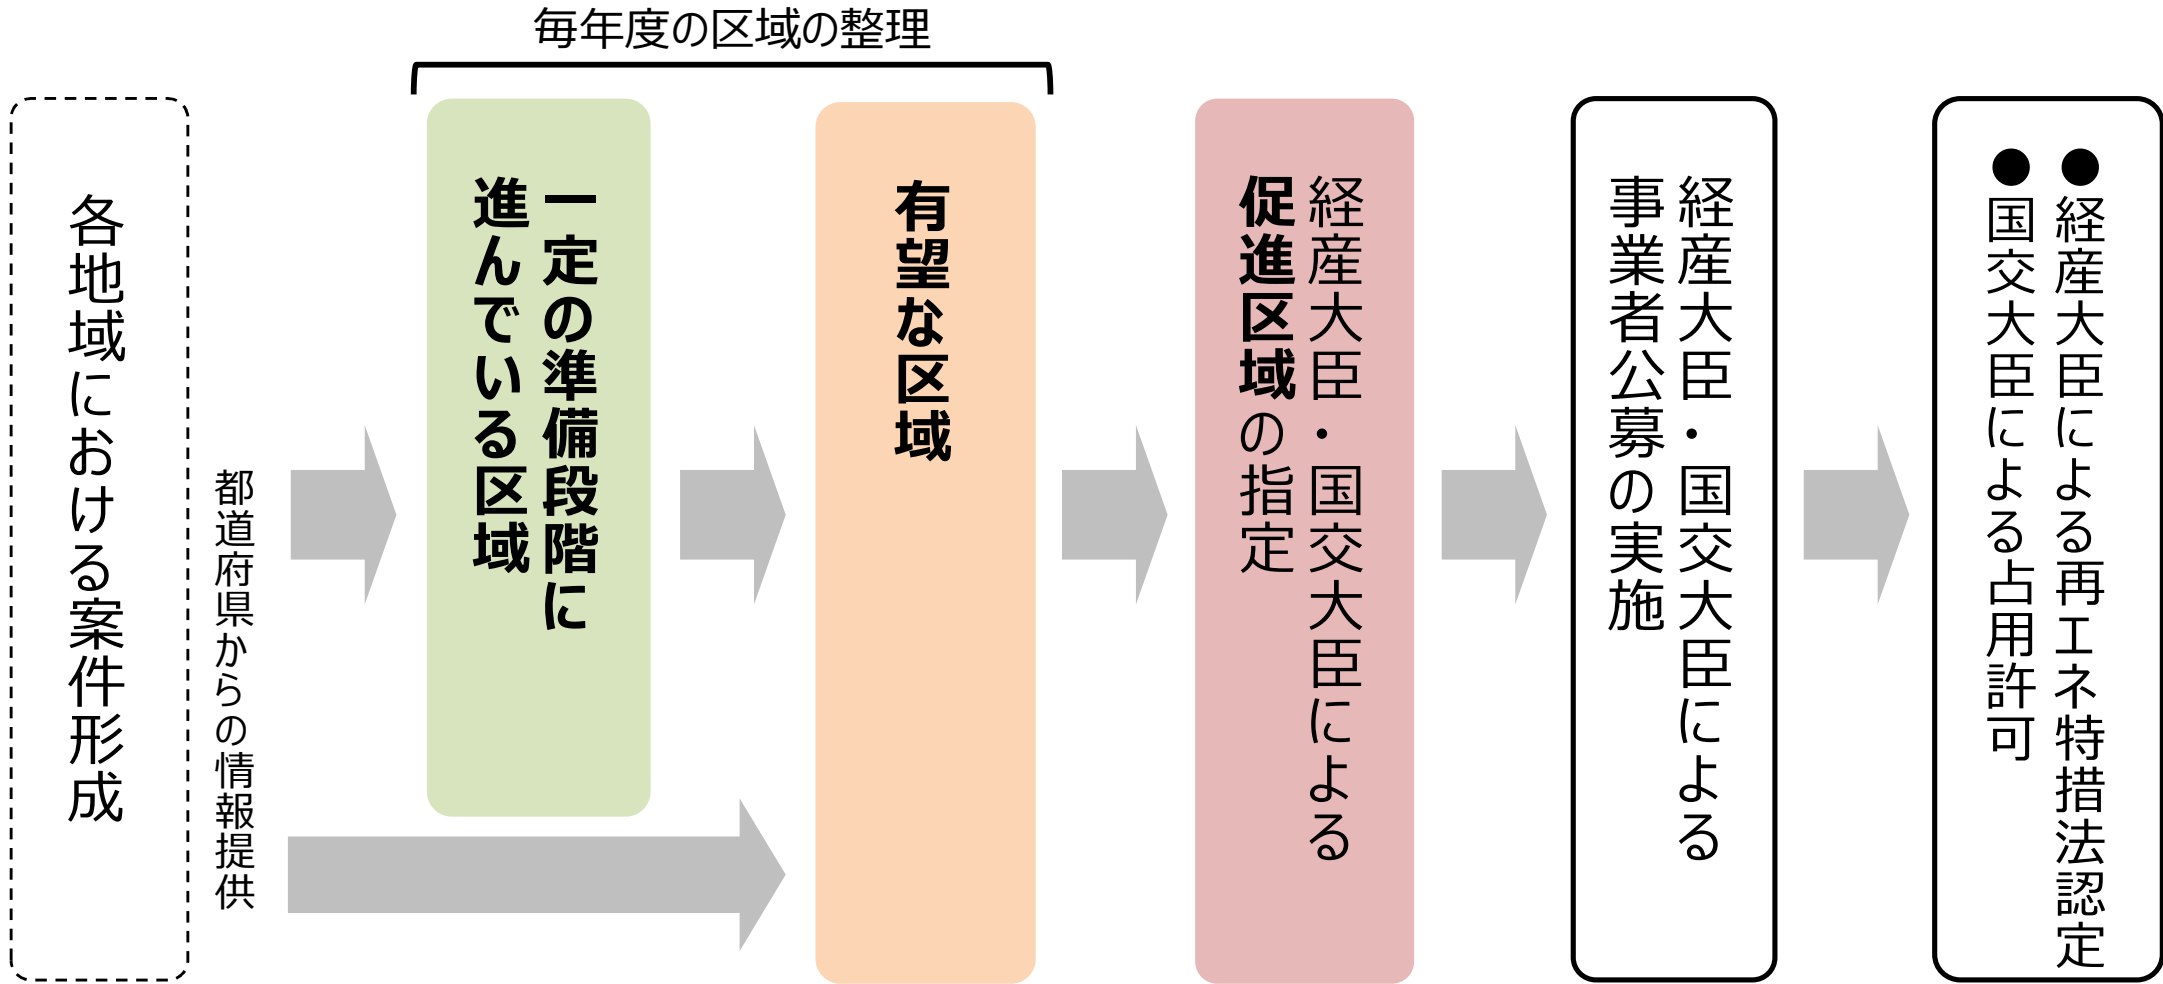 毎年度の区域の整理
各地域における案件形成
都道府県からの情報提供
一定の準備段階に
進んでいる区域
有望な区域
経産大臣・国交大臣による
促進区域の指定
経産大臣・国交大臣による
事業者公募の実施
●経産大臣による再エネ特措法認定
●国交大臣による占用許可